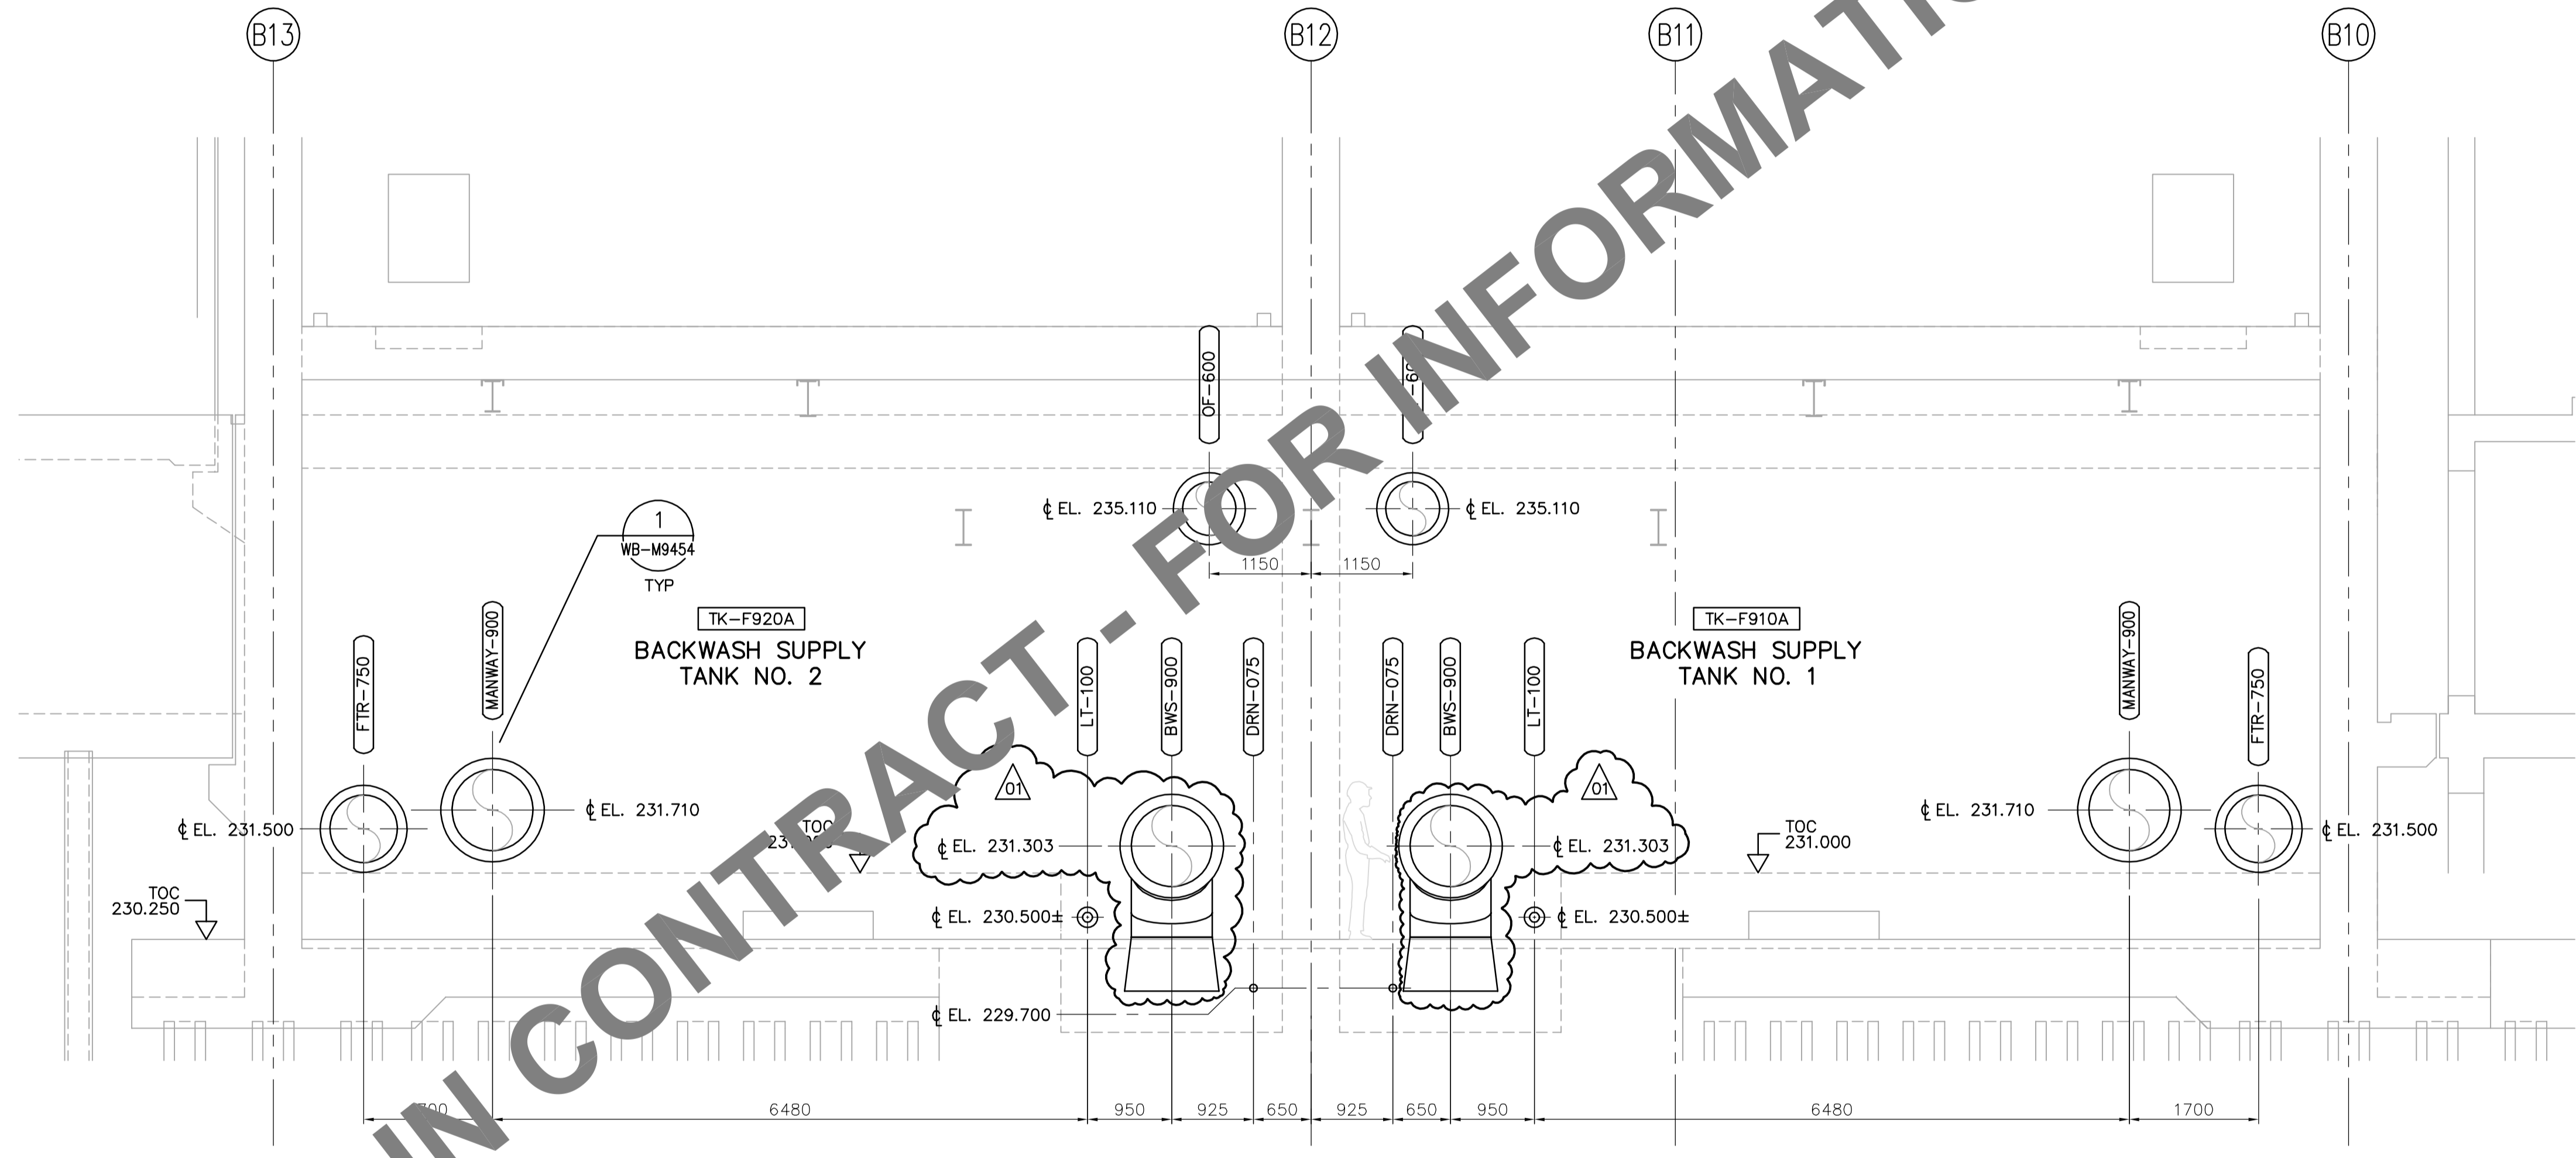 B13
B12
B11
B10
IN CONTRACT - FOR INFORMATIO
OF-600
℄ EL. 235.110
℄ EL. 235.110
1150
1150
1
WB-M9454
TYP
TK-F920A
BACKWASH SUPPLY
TANK NO. 2
TK-F910A
BACKWASH SUPPLY
TANK NO. 1
FTR-750
MANWAY-900
LT-100
BWS-900
DRN-075
DRN-075
BWS-900
LT-100
MANWAY-900
FTR-750
01
01
℄ EL. 231.500
℄ EL. 231.710
TOC
℄ EL. 231.303
℄ EL. 231.303
TOC
231.000
℄ EL. 231.710
℄ EL. 231.500
TOC
230.250
℄ EL. 230.500±
℄ EL. 230.500±
℄ EL. 229.700
6480
950
925
650
925
650
950
6480
1700